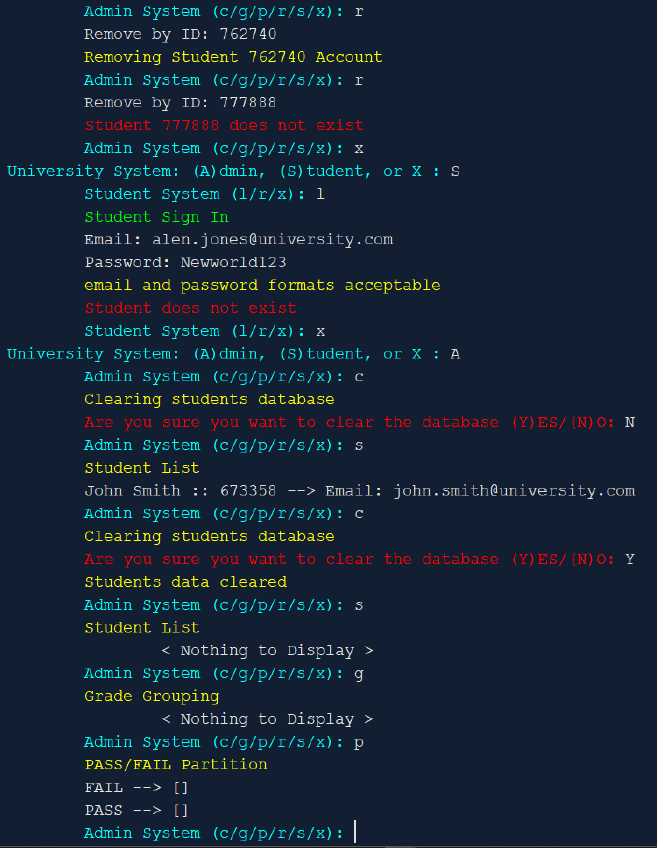 Admin System (c/g/p/r/s/x): r
Remove by ID: 762740
Removing Student 762740 Account
Admin System (c/g/p/r/s/x): r
Remove by ID: 777888
Student 777888 does not exist
Admin System (c/g/p/r/s/x): x
University System: (A)dmin, (S)tudent, or X : S
Student System (l/r/x): l
Student Sign In
Email: alen.jones@university.com
Password: Newworld123
email and password formats acceptable
Student does not exist
Student System (l/r/x): x
University System: (A)dmin, (S)tudent, or X : A
Admin System (c/g/p/r/s/x): c
Clearing students database
Are you sure you want to clear the database (Y)ES/(N)O: N
Admin System (c/g/p/r/s/x): s
Student List
John Smith :: 673358 --> Email: john.smith@university.com
Admin System (c/g/p/r/s/x): c
Clearing students database
Are you sure you want to clear the database (Y)ES/(N)O: Y
Students data cleared
Admin System (c/g/p/r/s/x): s
Student List
< Nothing to Display >
Admin System (c/g/p/r/s/x): g
Grade Grouping
< Nothing to Display >
Admin System (c/g/p/r/s/x): p
PASS/FAIL Partition
FAIL --> []
PASS --> []
Admin System (c/g/p/r/s/x):